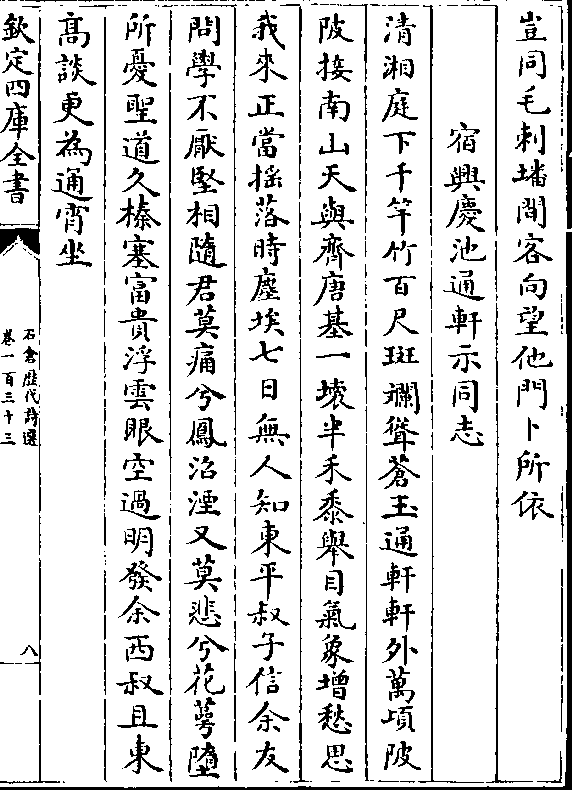 豈同毛刺墦間客向望他門卜所依
宿興慶池通軒示同志
清湘庭下千竿竹百尺斑斕聳蒼玉通軒軒外萬頃陂
陂接南山天與齊唐基一壊半禾黍舉目氣象增愁思
我來正當揺落時塵埃七日無人知東平叔子信余友
問學不厭堅相隨君莫痛兮鳳沼湮又莫悲兮花萼墮
所憂聖道久榛塞富貴浮雲眼空過明發余西叔且東
髙談更為通宵坐
欽定四庫全書
石倉歴代詩選
卷一百三十三
八